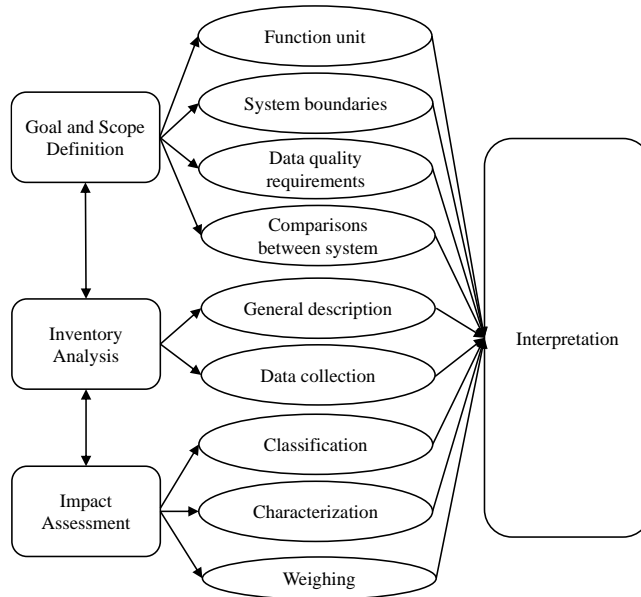 Function unit
Goal and Scope
Definition
System boundaries
Data quality
requirements
Comparisons
between system
Inventory
Analysis
General description
Data collection
Interpretation
Impact
Assessment
Classification
Characterization
Weighing